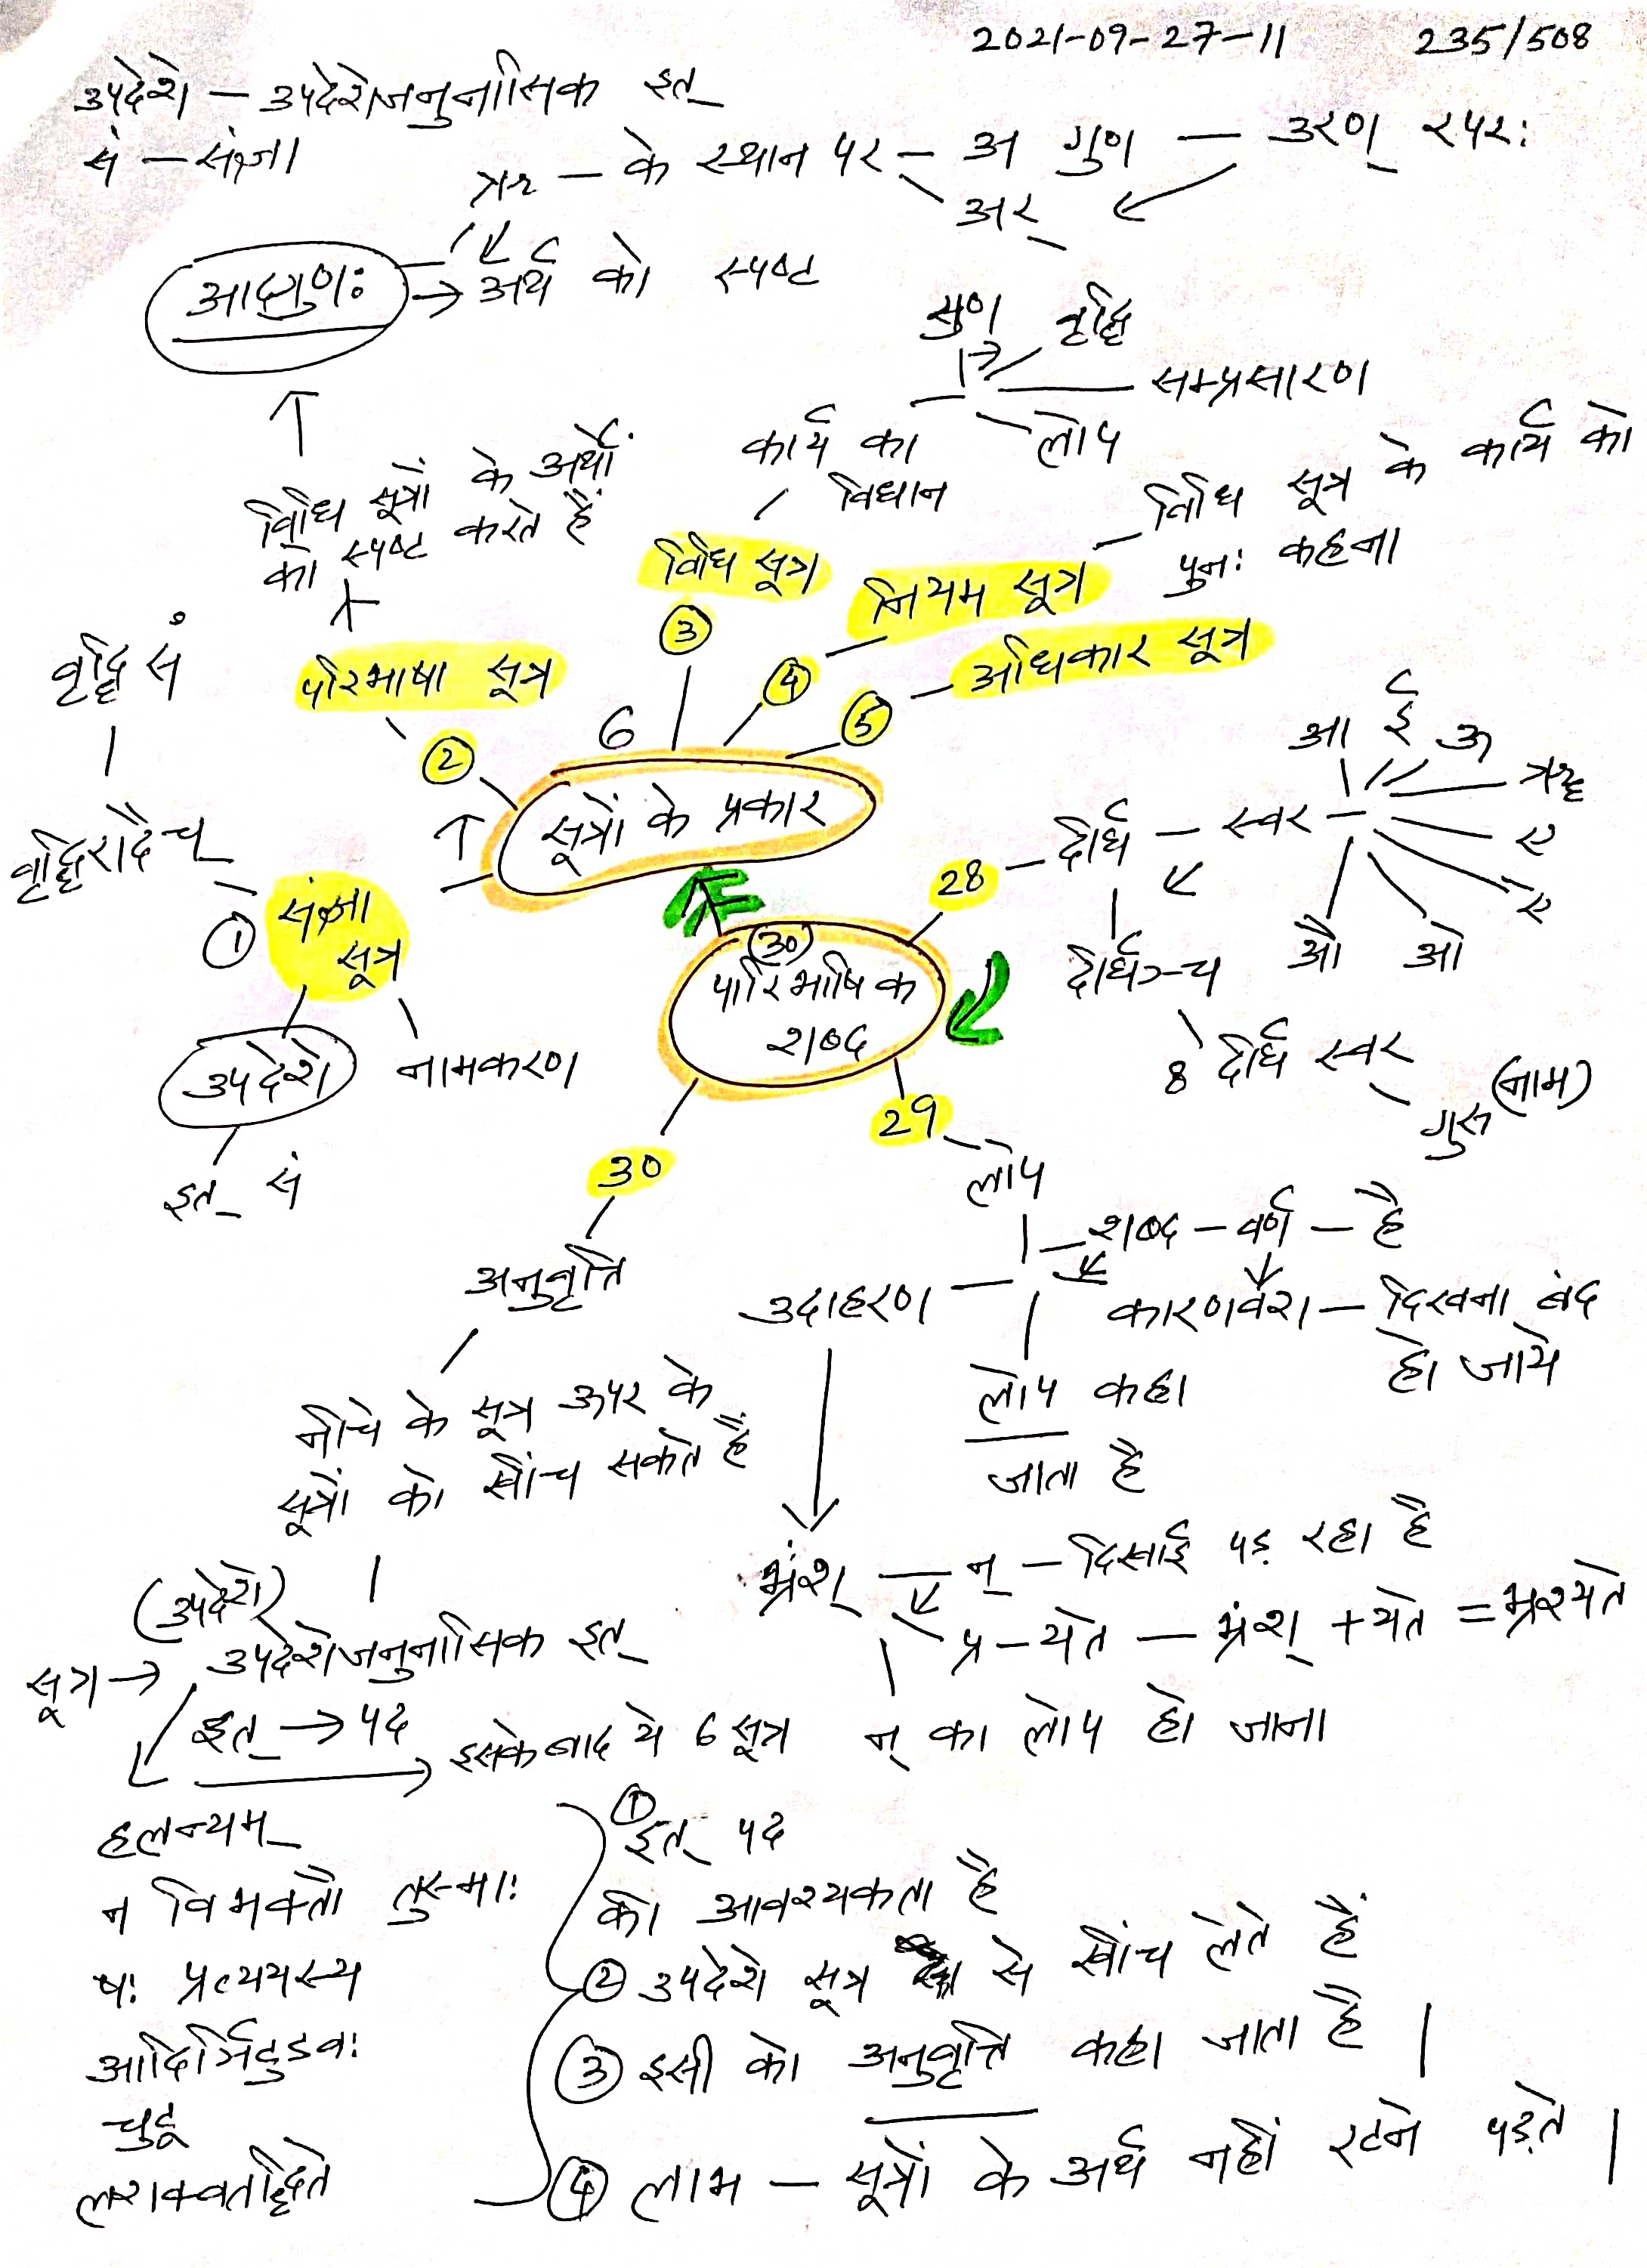 2021-09-27-11 235/508
उपदेशे - उपदेशेजनुनासिक इत्
सं - संज्ञा
ऋ - के स्थान पर - अ गुण - उरण् रपरः
अर्
आद्गुणः → अर्थ को स्पष्ट
गुण वृद्धि
सम्प्रसारण
लोप
कार्य का
विधान
विधि सूत्रों के अर्थों
को स्पष्ट करते हैं
विधि सूत्र के कार्य को
पुनः कहना
विधि सूत्र
③
नियम सूत्र
④
अधिकार सूत्र
⑤
परिभाषा सूत्र
②
वृद्धि सं
वृद्धिरादैच्
① संज्ञा
सूत्र
उपदेशे नामकरण
इत् सं
6
सूत्रों के प्रकार
(30)
पारिभाषिक
शब्द
28 - दीर्घ - स्वर -
आ ई ऊ
ॠ
ए
ऐ
औ ओ
दीर्घञ्च
8 दीर्घ स्वर
गुरु (नाम)
29
लोप
शब्द - वर्ण - है
उदाहरण - कारणवश - दिखना बंद
हो जाये
लोप कहा
जाता है
30
अनुवृत्ति
नीचे के सूत्र ऊपर के
सूत्रों को खींच सकते हैं
भ्रंश् - न् - दिखाई पड़ रहा है
प्र-यते - भ्रंश् + यते = भ्रश्यते
न् का लोप हो जाना
(उपदेशे)
सूत्र → उपदेशेजनुनासिक इत्
इत् → पद
इसके बाद ये 6 सूत्र
हलन्त्यम्
न विभक्तौ तुस्माः
षः प्रत्ययस्य
आदिर्ञिटुडवः
चुटू
लशक्वतद्धिते
① इत् पद
की आवश्यकता है
② उपदेशे सूत्र से खींच लेते हैं
③ इसी को अनुवृत्ति कहा जाता है |
④ लाभ - सूत्रों के अर्थ नहीं रटने पड़ते |